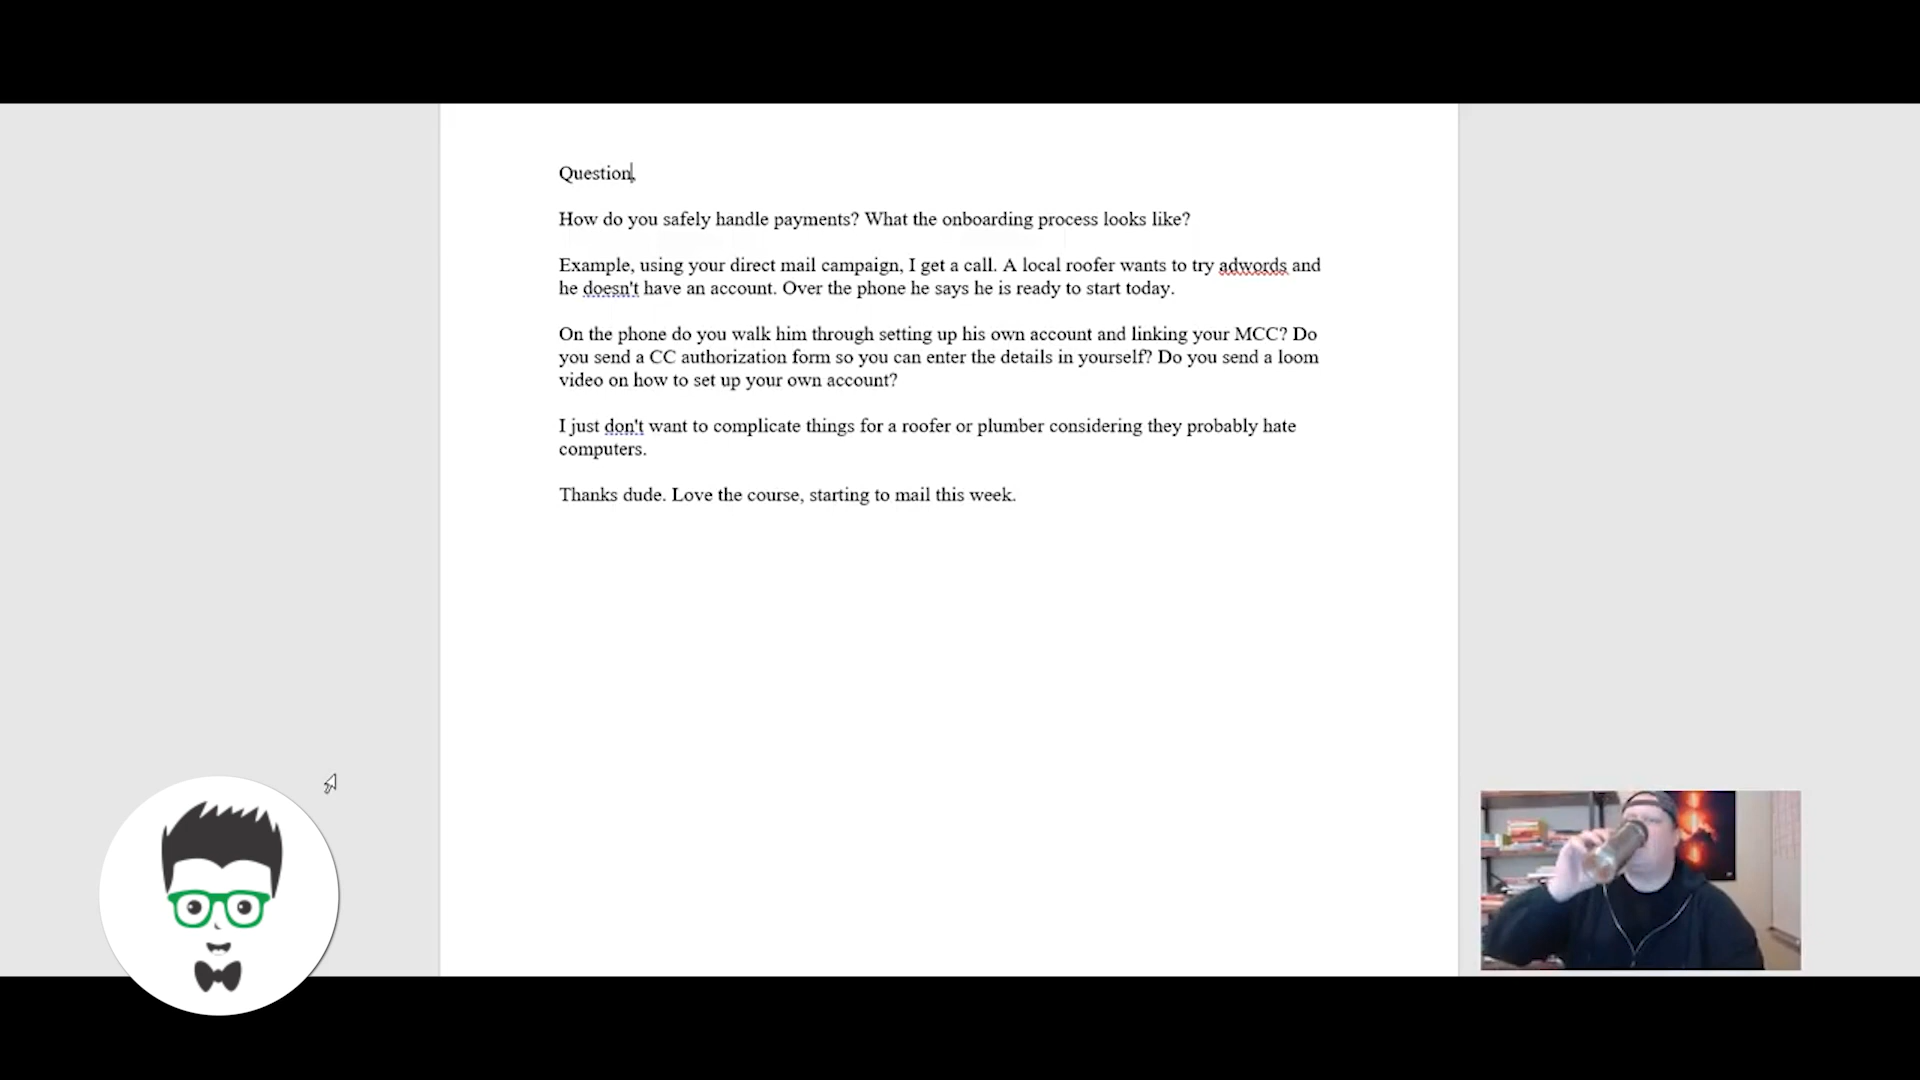 Question,
How do you safely handle payments? What the onboarding process looks like?
Example, using your direct mail campaign, I get a call. A local roofer wants to try adwords and
he doesn't have an account. Over the phone he says he is ready to start today.
On the phone do you walk him through setting up his own account and linking your MCC? Do
you send a CC authorization form so you can enter the details in yourself? Do you send a loom
video on how to set up your own account?
I just don't want to complicate things for a roofer or plumber considering they probably hate
computers.
Thanks dude. Love the course, starting to mail this week.